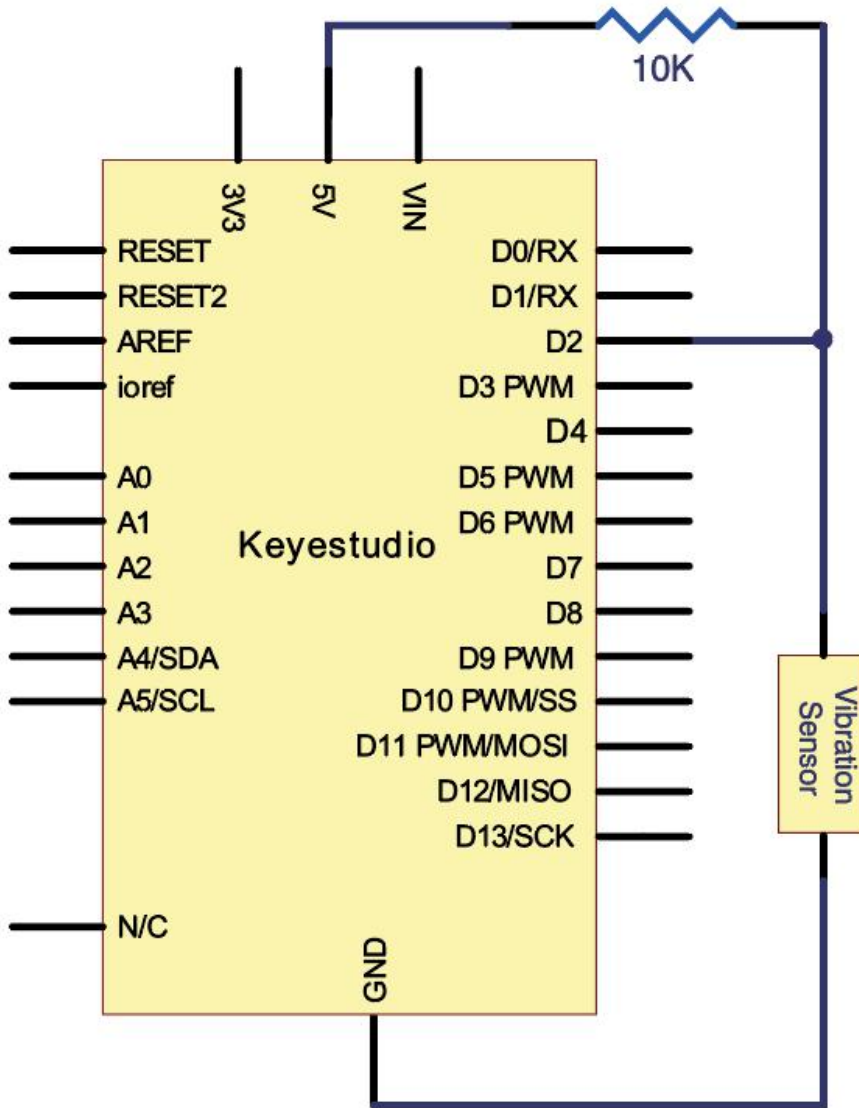 10K
3V3
5V
VIN
RESET
RESET2
AREF
ioref
A0
A1
A2
A3
A4/SDA
A5/SCL
N/C
Keyestudio
D0/RX
D1/RX
D2
D3 PWM
D4
D5 PWM
D6 PWM
D7
D8
D9 PWM
D10 PWM/SS
D11 PWM/MOSI
D12/MISO
D13/SCK
GND
Vibration
Sensor